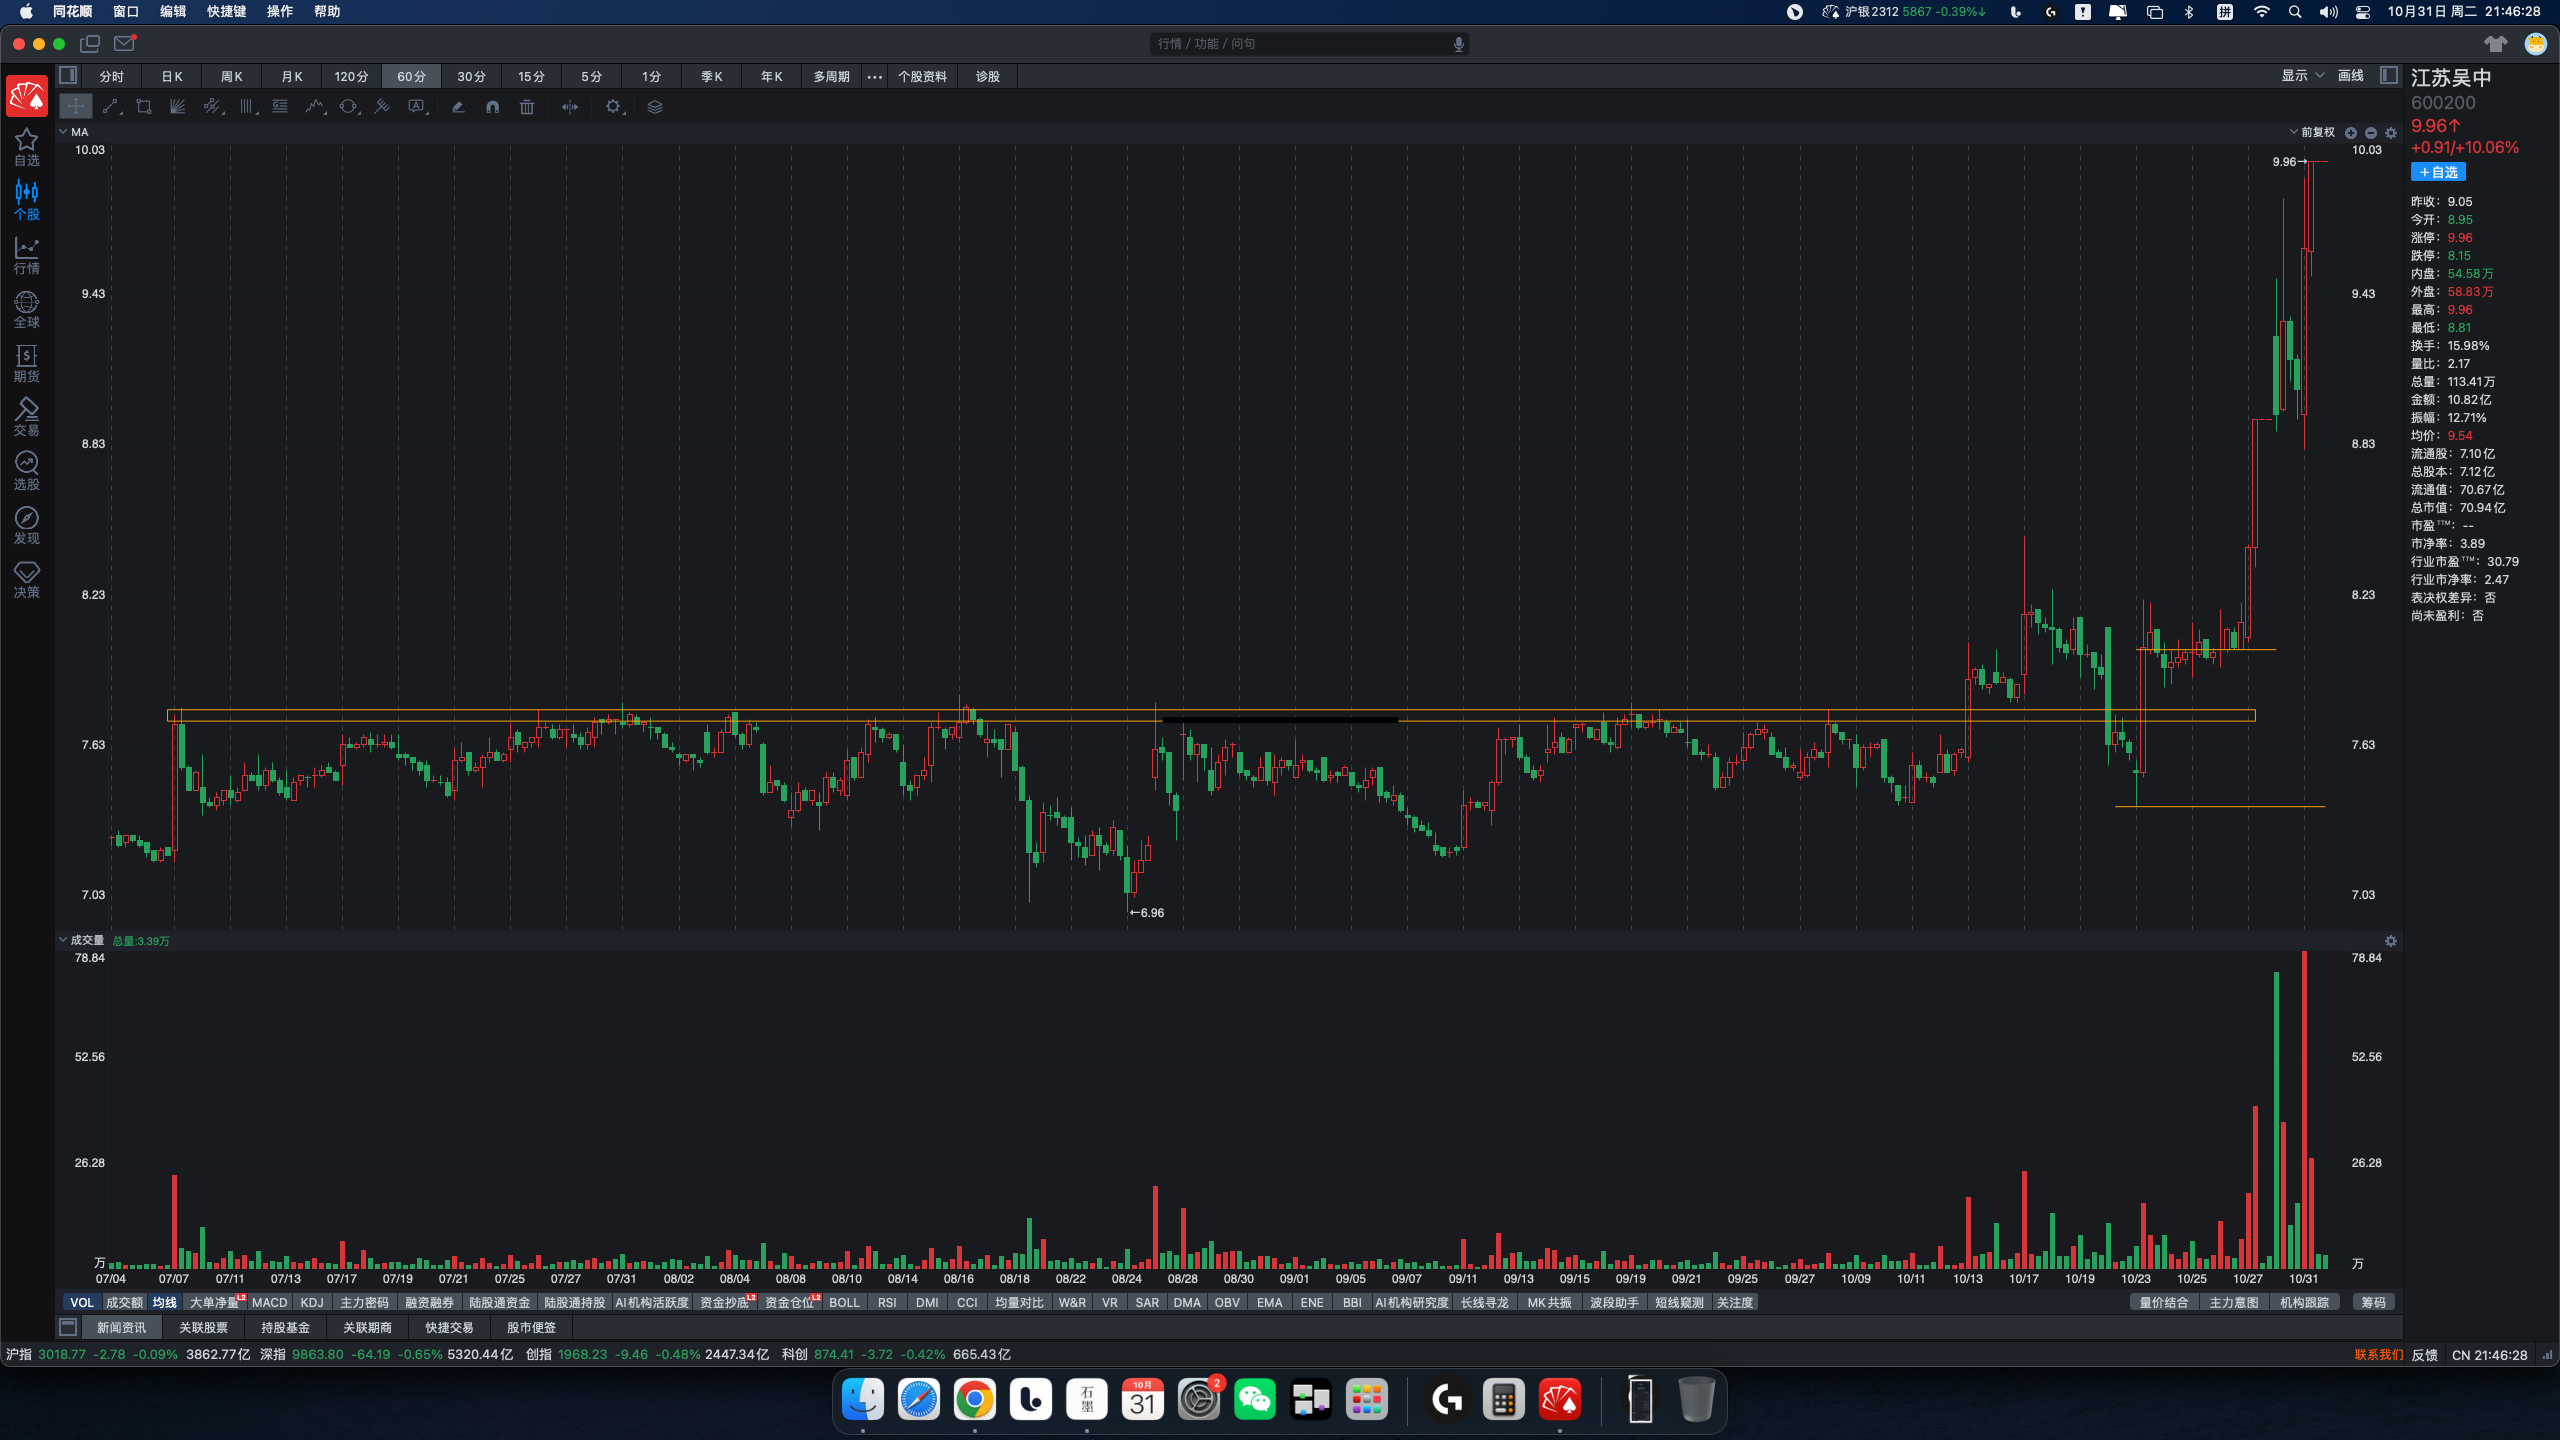 同花顺 窗口 编辑 快捷键 操作 帮助 沪银2312 5867 -0.39%↓ 拼 10月31日 周二 21:46:28
行情 / 功能 / 问句
分时 日K 周K 月K 120分 60分 30分 15分 5分 1分 季K 年K 多周期 ••• 个股资料 诊股 显示 画线
MA 前复权
自选
个股
行情
全球
期货
交易
选股
发现
决策
10.03
9.43
8.83
8.23
7.63
7.03
9.96→
←6.96
10.03
9.43
8.83
8.23
7.63
7.03
成交量 总量:3.39万
78.84
52.56
26.28
万
78.84
52.56
26.28
万
07/04 07/07 07/11 07/13 07/17 07/19 07/21 07/25 07/27 07/31 08/02 08/04 08/08 08/10 08/14 08/16 08/18 08/22 08/24 08/28 08/30 09/01 09/05 09/07 09/11 09/13 09/15 09/19 09/21 09/25 09/27 10/09 10/11 10/13 10/17 10/19 10/23 10/25 10/27 10/31
VOL 成交额 均线 大单净量 L2 MACD KDJ 主力密码 融资融券 陆股通资金 陆股通持股 AI机构活跃度 资金抄底 L2 资金仓位 L2 BOLL RSI DMI CCI 均量对比 W&R VR SAR DMA OBV EMA ENE BBI AI机构研究度 长线寻龙 MK共振 波段助手 短线窥测 关注度 量价结合 主力意图 机构跟踪 筹码
新闻资讯 关联股票 持股基金 关联期商 快捷交易 股市便签
江苏吴中
600200
9.96↑
+0.91/+10.06%
+自选
昨收: 9.05
今开: 8.95
涨停: 9.96
跌停: 8.15
内盘: 54.58万
外盘: 58.83万
最高: 9.96
最低: 8.81
换手: 15.98%
量比: 2.17
总量: 113.41万
金额: 10.82亿
振幅: 12.71%
均价: 9.54
流通股: 7.10亿
总股本: 7.12亿
流通值: 70.67亿
总市值: 70.94亿
市盈™: --
市净率: 3.89
行业市盈™: 30.79
行业市净率: 2.47
表决权差异: 否
尚未盈利: 否
沪指 3018.77 -2.78 -0.09% 3862.77亿 深指 9863.80 -64.19 -0.65% 5320.44亿 创指 1968.23 -9.46 -0.48% 2447.34亿 科创 874.41 -3.72 -0.42% 665.43亿 联系我们 反馈 CN 21:46:28
石墨
10月
31
2